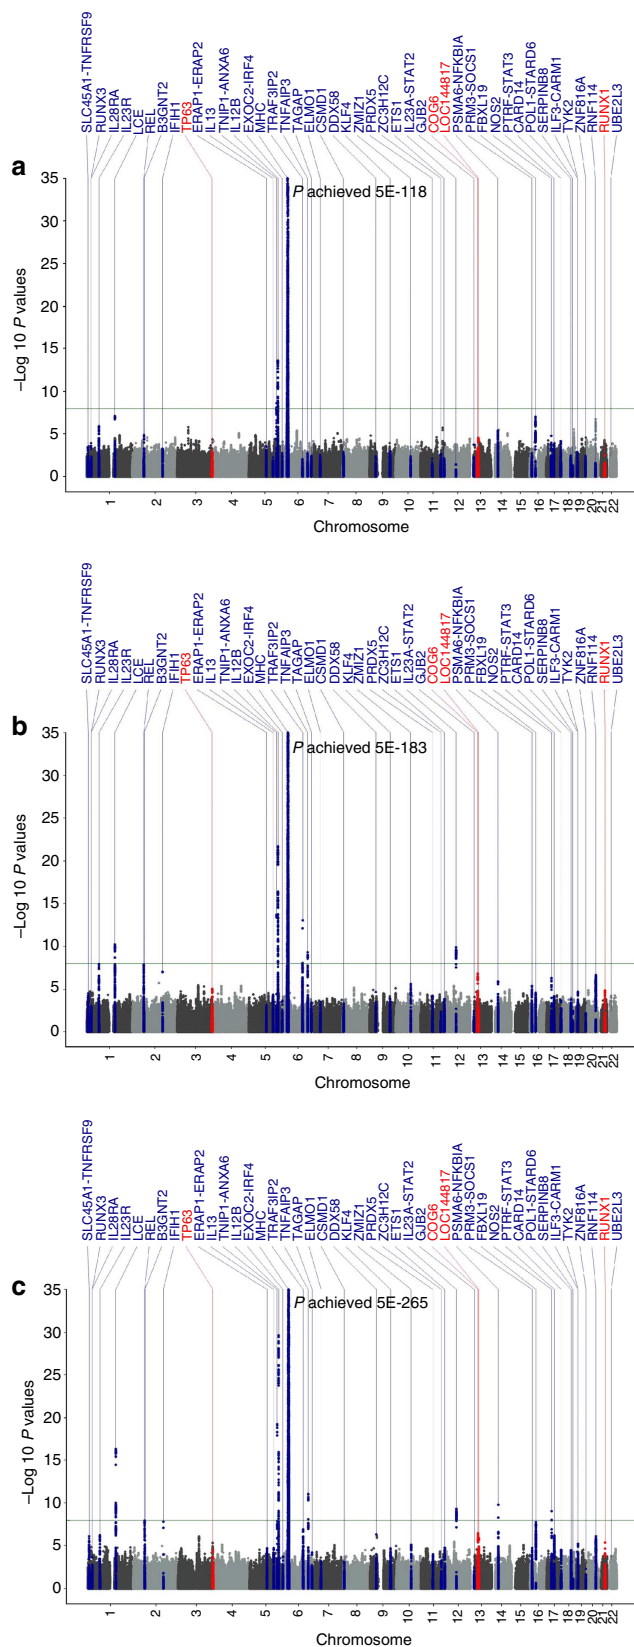 SLC45A1-TNFRSF9
RUNX3
IL28RA
IL23R
LCE
REL
B3GNT2
IFIH1
TP63
ERAP1-ERAP2
IL13
TNIP1-ANXA6
IL12B
EXOC2-IRF4
MHC
TRAF3IP2
TNFAIP3
TAGAP
ELMO1
CSMD1
DDX58
KLF4
ZMIZ1
PRDX5
ZC3H12C
ETS1
IL23A-STAT2
GJB2
COG6
LOC144817
PSMA6-NFKBIA
PRM3-SOCS1
FBXL19
NOS2
PTRF-STAT3
CARD14
POL1-STARD6
SERPINB8
ILF3-CARM1
TYK2
ZNF816A
RNF114
RUNX1
UBE2L3
a
35
P achieved 5E-118
30
25
20
15
10
5
0
–Log 10 P values
1 2 3 4 5 6 7 8 9 10 11 12 13 14 15 16 17 18 19 20 21 22
Chromosome
SLC45A1-TNFRSF9
RUNX3
IL28RA
IL23R
LCE
REL
B3GNT2
IFIH1
TP63
ERAP1-ERAP2
IL13
TNIP1-ANXA6
IL12B
EXOC2-IRF4
MHC
TRAF3IP2
TNFAIP3
TAGAP
ELMO1
CSMD1
DDX58
KLF4
ZMIZ1
PRDX5
ZC3H12C
ETS1
IL23A-STAT2
GJB2
COG6
LOC144817
PSMA6-NFKBIA
PRM3-SOCS1
FBXL19
NOS2
PTRF-STAT3
CARD14
POL1-STARD6
SERPINB8
ILF3-CARM1
TYK2
ZNF816A
RNF114
RUNX1
UBE2L3
b
35
P achieved 5E-183
30
25
20
15
10
5
0
–Log 10 P values
1 2 3 4 5 6 7 8 9 10 11 12 13 14 15 16 17 18 19 20 21 22
Chromosome
SLC45A1-TNFRSF9
RUNX3
IL28RA
IL23R
LCE
REL
B3GNT2
IFIH1
TP63
ERAP1-ERAP2
IL13
TNIP1-ANXA6
IL12B
EXOC2-IRF4
MHC
TRAF3IP2
TNFAIP3
TAGAP
ELMO1
CSMD1
DDX58
KLF4
ZMIZ1
PRDX5
ZC3H12C
ETS1
IL23A-STAT2
GJB2
COG6
LOC144817
PSMA6-NFKBIA
PRM3-SOCS1
FBXL19
NOS2
PTRF-STAT3
CARD14
POL1-STARD6
SERPINB8
ILF3-CARM1
TYK2
ZNF816A
RNF114
RUNX1
UBE2L3
c
35
P achieved 5E-265
30
25
20
15
10
5
0
–Log 10 P values
1 2 3 4 5 6 7 8 9 10 11 12 13 14 15 16 17 18 19 20 21 22
Chromosome